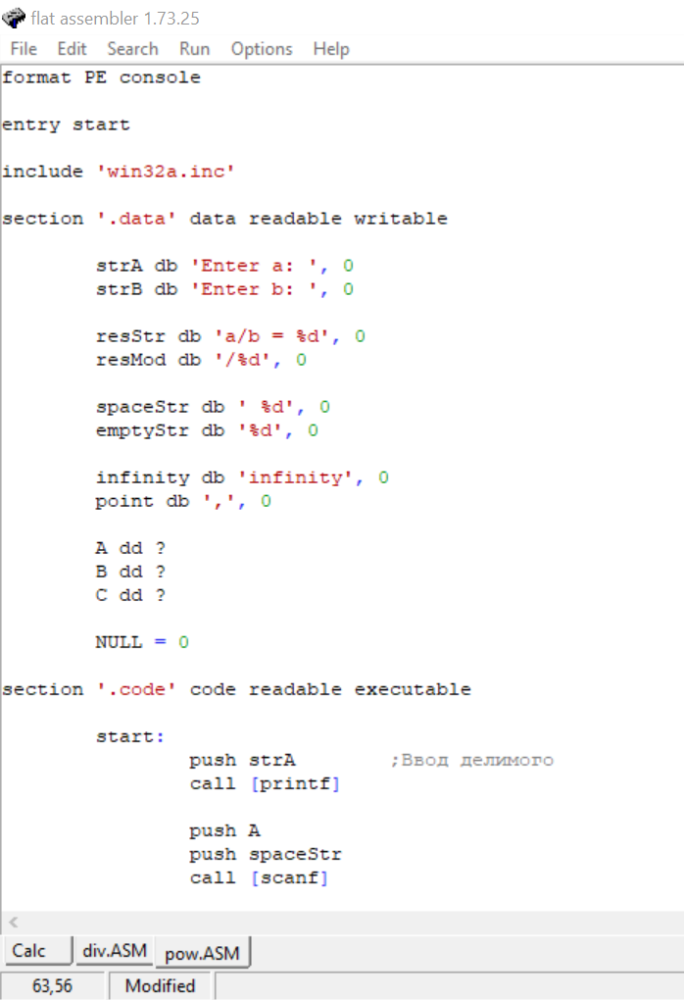 flat assembler 1.73.25
File Edit Search Run Options Help
format PE console
entry start
include 'win32a.inc'
section '.data' data readable writable
strA db 'Enter a: ', 0
strB db 'Enter b: ', 0
resStr db 'a/b = %d', 0
resMod db '/%d', 0
spaceStr db ' %d', 0
emptyStr db '%d', 0
infinity db 'infinity', 0
point db ',', 0
A dd ?
B dd ?
C dd ?
NULL = 0
section '.code' code readable executable
start:
push strA ;Ввод делимого
call [printf]
push A
push spaceStr
call [scanf]
Calc div.ASM pow.ASM
63,56 Modified